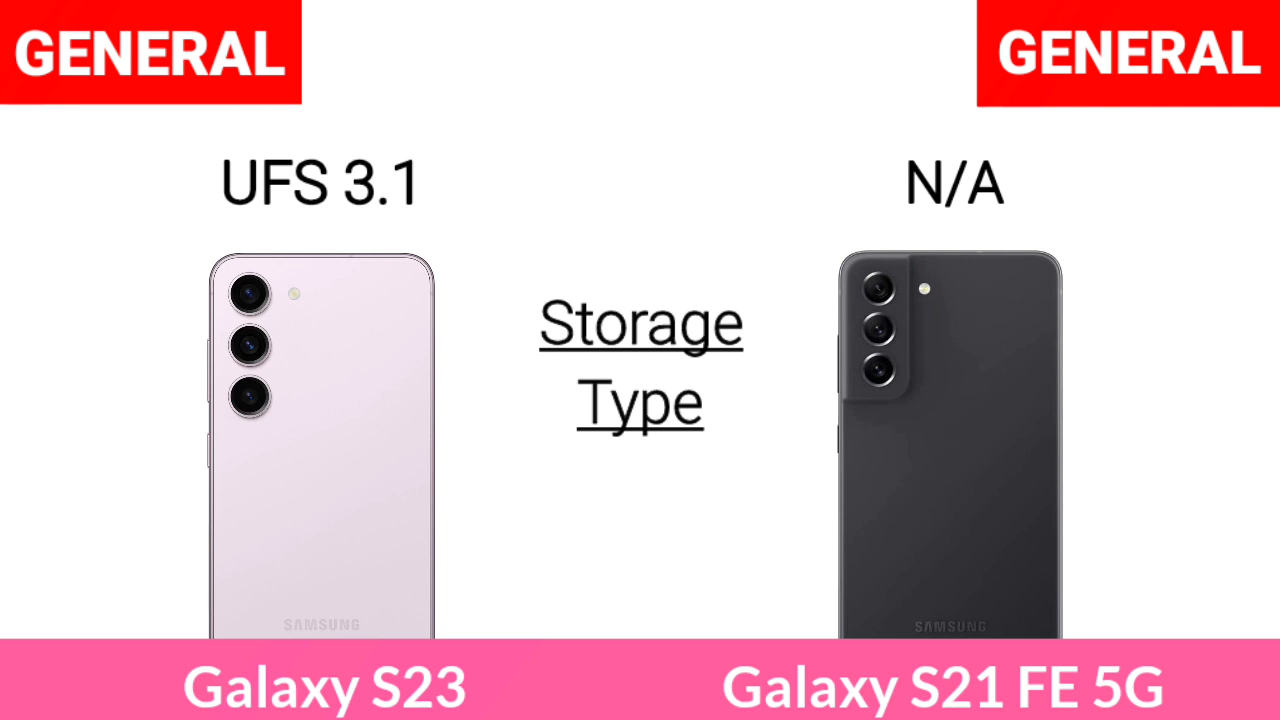 GENERAL
GENERAL
UFS 3.1
N/A
Storage
Type
SAMSUNG
SAMSUNG
Galaxy S23
Galaxy S21 FE 5G